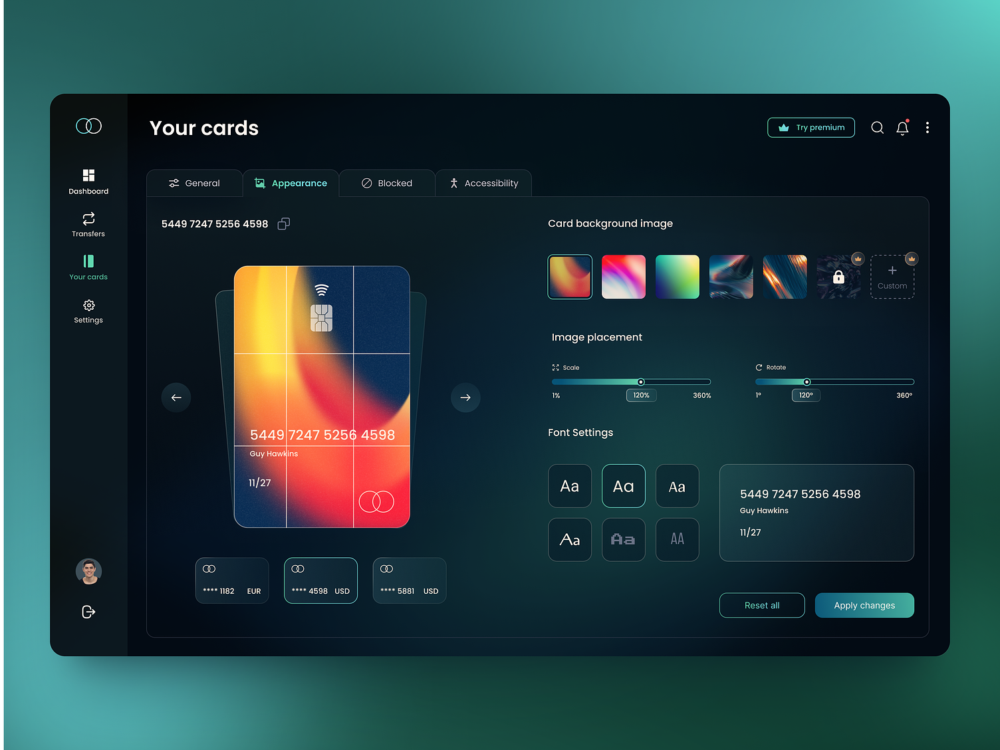 Your cards
Try premium
Dashboard
Transfers
Your cards
Settings
General
Appearance
Blocked
Accessibility
5449 7247 5256 4598
5449 7247 5256 4598
Guy Hawkins
11/27
**** 1182 EUR
**** 4598 USD
**** 5881 USD
Card background image
Custom
Image placement
Scale
1% 120% 360%
Rotate
1° 120° 360°
Font Settings
Aa Aa Aa
Aa Aa AA
5449 7247 5256 4598
Guy Hawkins
11/27
Reset all
Apply changes